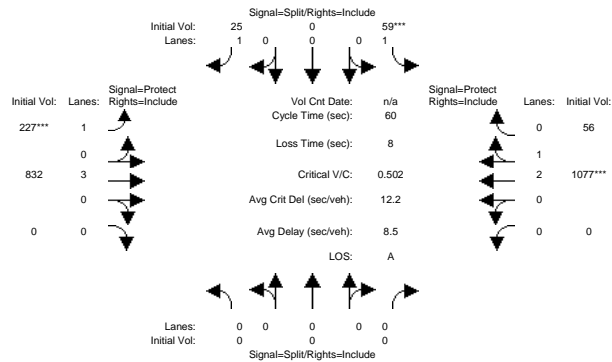 Signal=Split/Rights=Include
Initial Vol: 25 0 59***
Lanes: 1 0 0 0 1
Signal=Protect Signal=Protect
Initial Vol: Lanes: Rights=Include Vol Cnt Date: n/a Rights=Include Lanes: Initial Vol:
Cycle Time (sec): 60
227*** 1 0 56
Loss Time (sec): 8
0 1
832 3 Critical V/C: 0.502 2 1077***
0 Avg Crit Del (sec/veh): 12.2 0
0 0 Avg Delay (sec/veh): 8.5 0 0
LOS: A
Lanes: 0 0 0 0 0
Initial Vol: 0 0 0
Signal=Split/Rights=Include